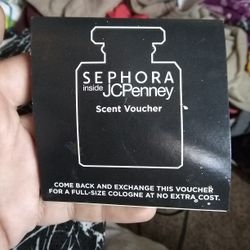 SEPHORA
inside JCPenney
Scent Voucher
COME BACK AND EXCHANGE THIS VOUCHER
FOR A FULL-SIZE COLOGNE AT NO EXTRA COST.